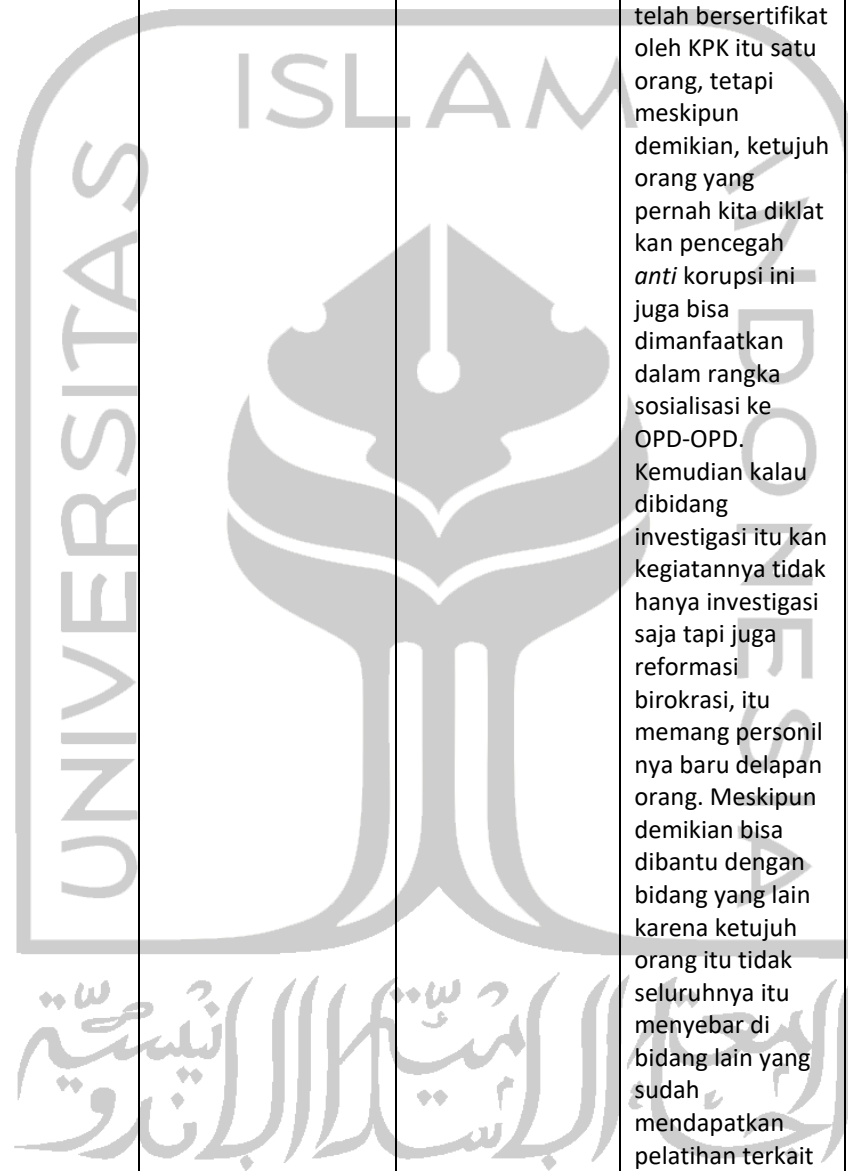 telah bersertifikat
oleh KPK itu satu
orang, tetapi
meskipun
demikian, ketujuh
orang yang
pernah kita diklat
kan pencegah
anti korupsi ini
juga bisa
dimanfaatkan
dalam rangka
sosialisasi ke
OPD-OPD.
Kemudian kalau
dibidang
investigasi itu kan
kegiatannya tidak
hanya investigasi
saja tapi juga
reformasi
birokrasi, itu
memang personil
nya baru delapan
orang. Meskipun
demikian bisa
dibantu dengan
bidang yang lain
karena ketujuh
orang itu tidak
seluruhnya itu
menyebar di
bidang lain yang
sudah
mendapatkan
pelatihan terkait
ISLAM
UNIVERSITAS
INDONESIA